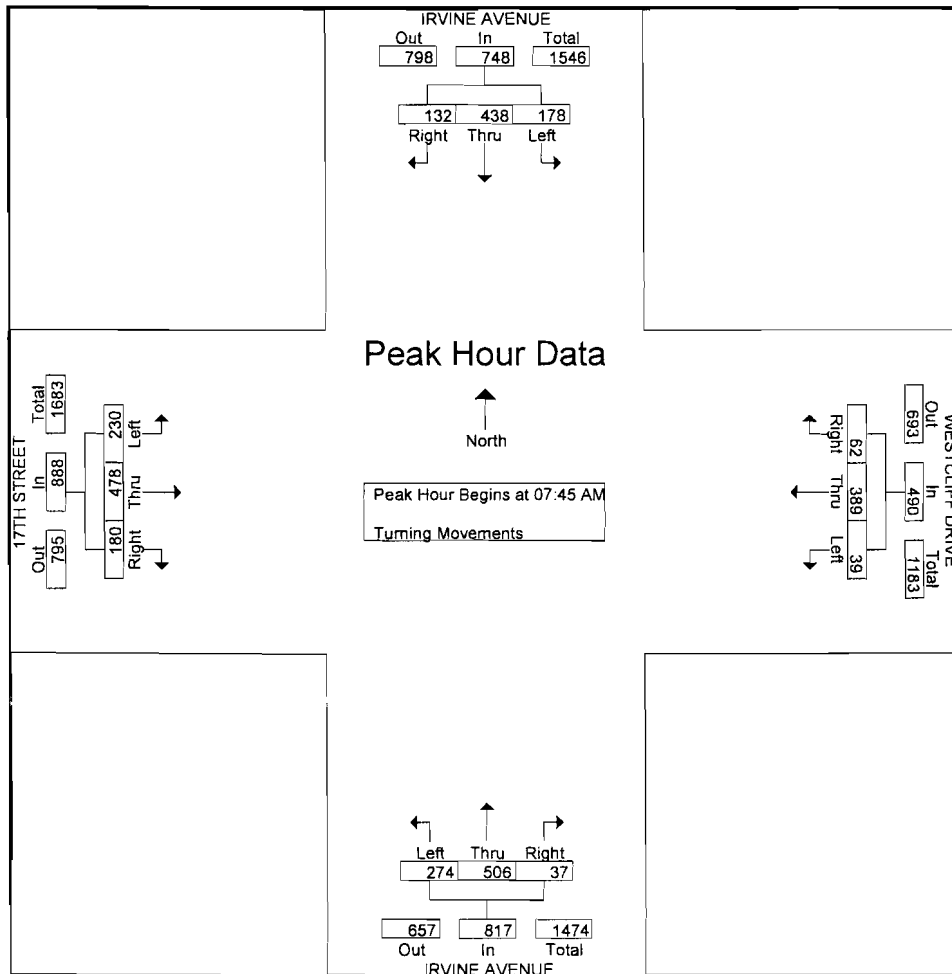 IRVINE AVENUE
Out In Total
798 748 1546
132 438 178
Right Thru Left
Peak Hour Data
North
Peak Hour Begins at 07:45 AM
Turning Movements
17TH STREET
Total In Out
1683 888 795
230 478 180
Left Thru Right
WESTCLIFF DRIVE
Out In Total
693 490 1183
62 389 39
Right Thru Left
Left Thru Right
274 506 37
657 817 1474
Out In Total
IRVINE AVENUE